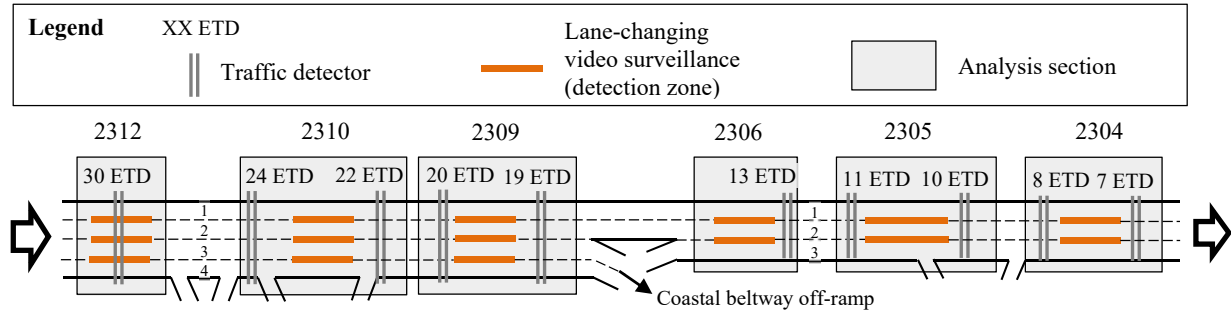 Legend
XX ETD
Traffic detector
Lane-changing
video surveillance
(detection zone)
Analysis section
2312 2310 2309 2306 2305 2304
30 ETD 24 ETD 22 ETD 20 ETD 19 ETD 13 ETD 11 ETD 10 ETD 8 ETD 7 ETD
1 1
2 2
3 3
4
Coastal beltway off-ramp